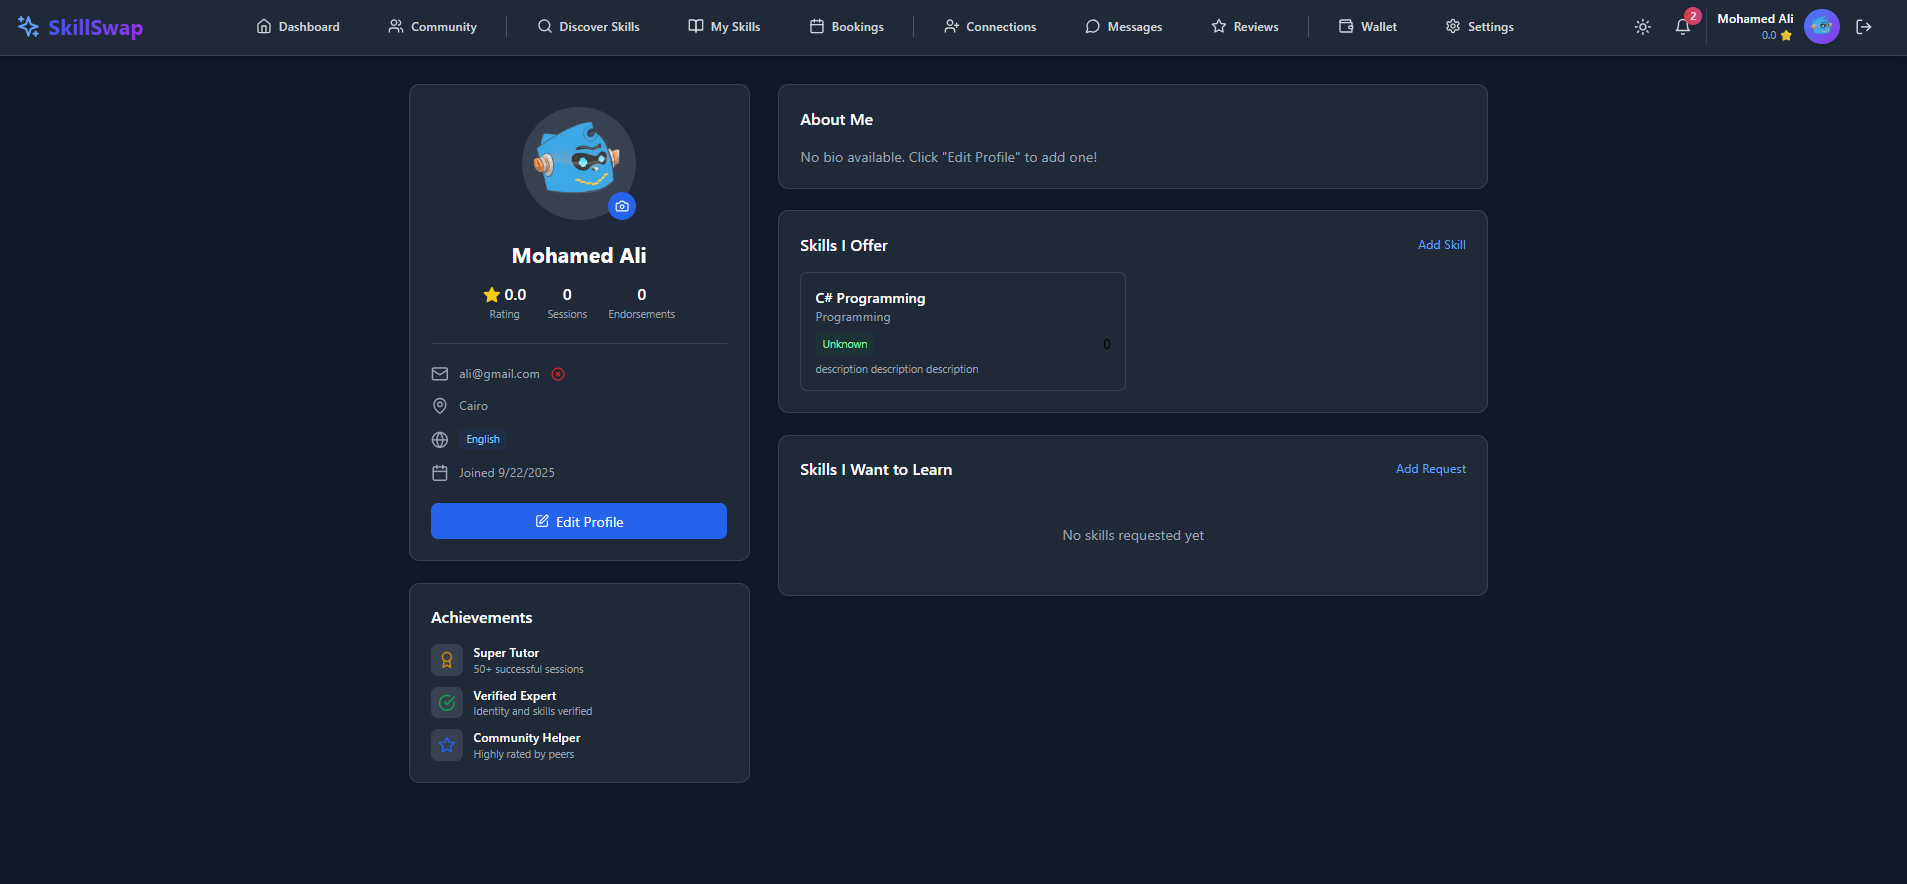 SkillSwap
Dashboard
Community
Discover Skills
My Skills
Bookings
Connections
Messages
Reviews
Wallet
Settings
2
Mohamed Ali
0.0
Mohamed Ali
0.0
Rating
0
Sessions
0
Endorsements
ali@gmail.com
Cairo
English
Joined 9/22/2025
Edit Profile
Achievements
Super Tutor
50+ successful sessions
Verified Expert
Identity and skills verified
Community Helper
Highly rated by peers
About Me
No bio available. Click "Edit Profile" to add one!
Skills I Offer
Add Skill
C# Programming
Programming
Unknown
0
description description description
Skills I Want to Learn
Add Request
No skills requested yet